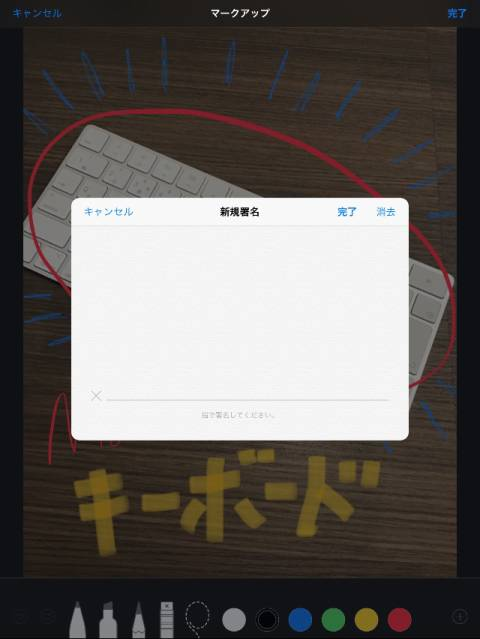 キャンセル マークアップ 完了
キャンセル 新規署名 完了 消去
指で署名してください。
キーボード